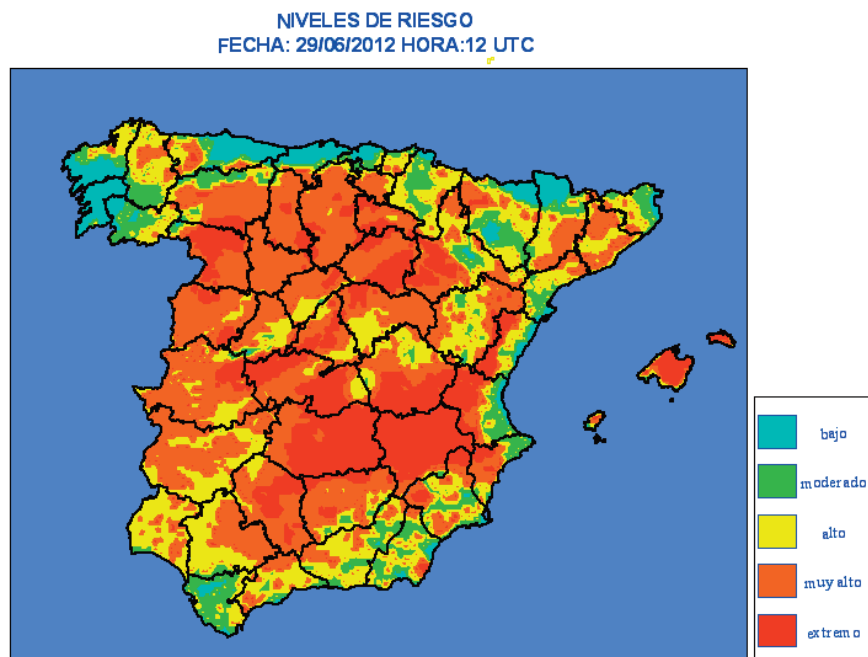 NIVELES DE RIESGO
FECHA: 29/06/2012 HORA:12 UTC
bajo
moderado
alto
muy alto
extremo